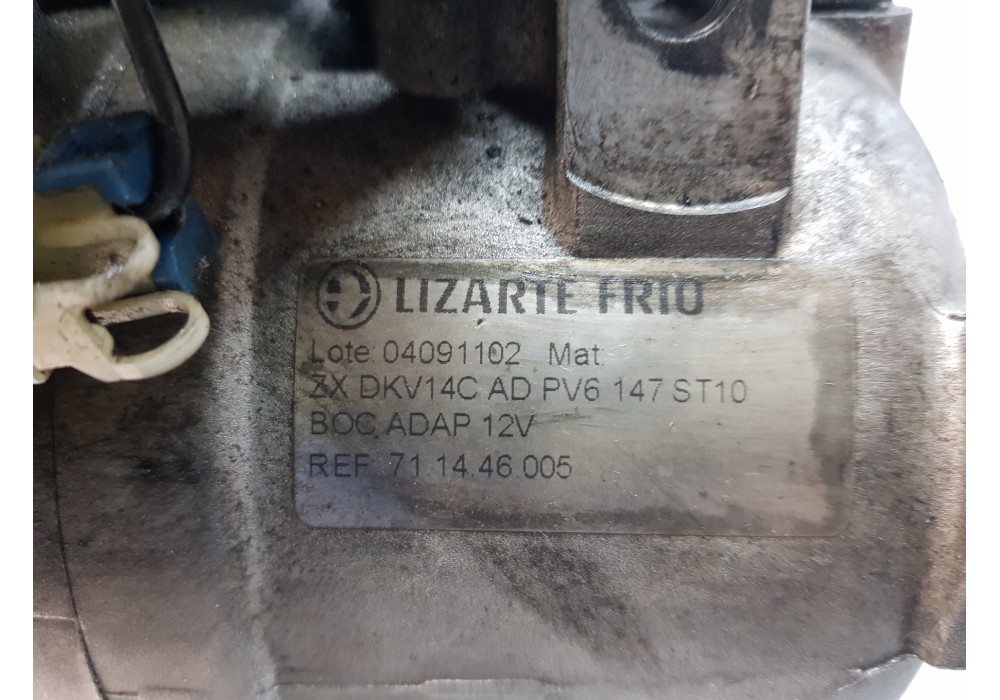 LIZARTE FRIO
Lote: 04091102 Mat:
ZX DKV14C AD PV6 147 ST10
BOC ADAP 12V
REF: 71.14.46.005